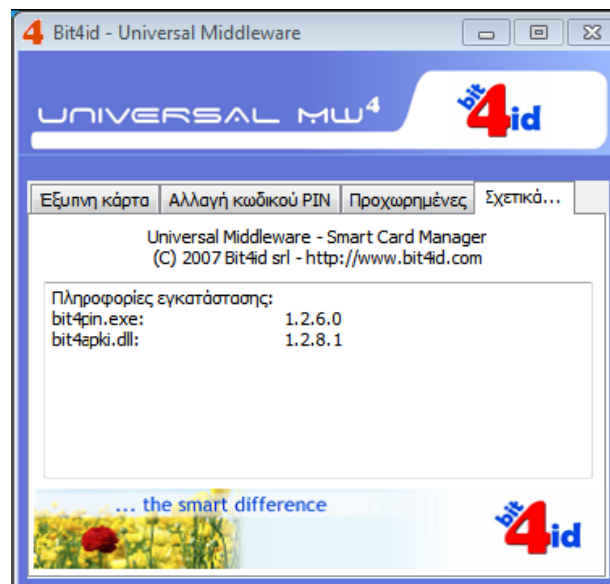 4 Bit4id - Universal Middleware
UNIVERSAL MW4
bit4id
Έξυπνη κάρτα Αλλαγή κωδικού PIN Προχωρημένες Σχετικά...
Universal Middleware - Smart Card Manager
(C) 2007 Bit4id srl - http://www.bit4id.com
Πληροφορίες εγκατάστασης:
bit4pin.exe: 1.2.6.0
bit4apki.dll: 1.2.8.1
... the smart difference
bit4id